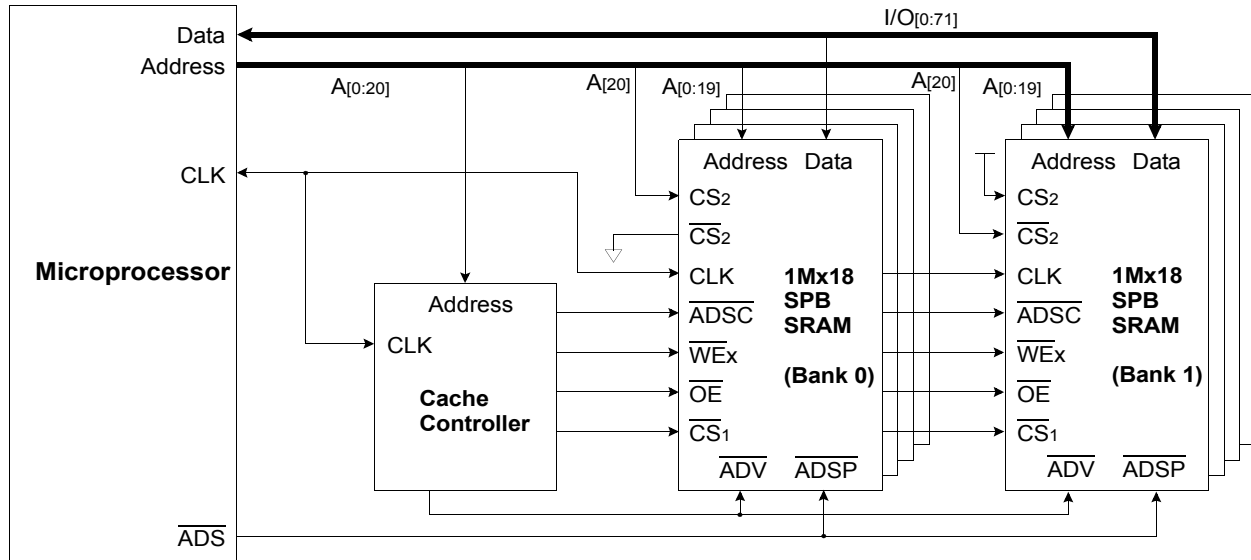 I/O[0:71]
Data
Address
A[0:20]
A[20]
A[0:19]
A[20]
A[0:19]
CLK
Microprocessor
ADS
Address
CLK
Cache
Controller
Address Data
CS2
CS2
CLK
ADSC
WEx
OE
CS1
1Mx18
SPB
SRAM
(Bank 0)
ADV ADSP
Address Data
CS2
CS2
CLK
ADSC
WEx
OE
CS1
1Mx18
SPB
SRAM
(Bank 1)
ADV ADSP